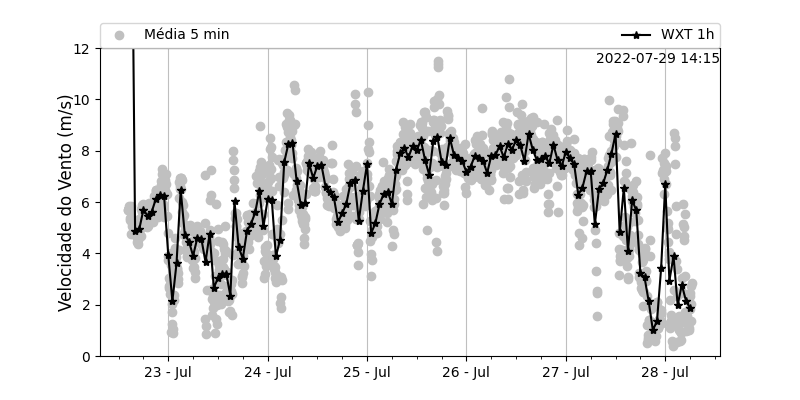 Média 5 min
WXT 1h
2022-07-29 14:15
Velocidade do Vento (m/s)
12
10
8
6
4
2
0
23 - Jul
24 - Jul
25 - Jul
26 - Jul
27 - Jul
28 - Jul